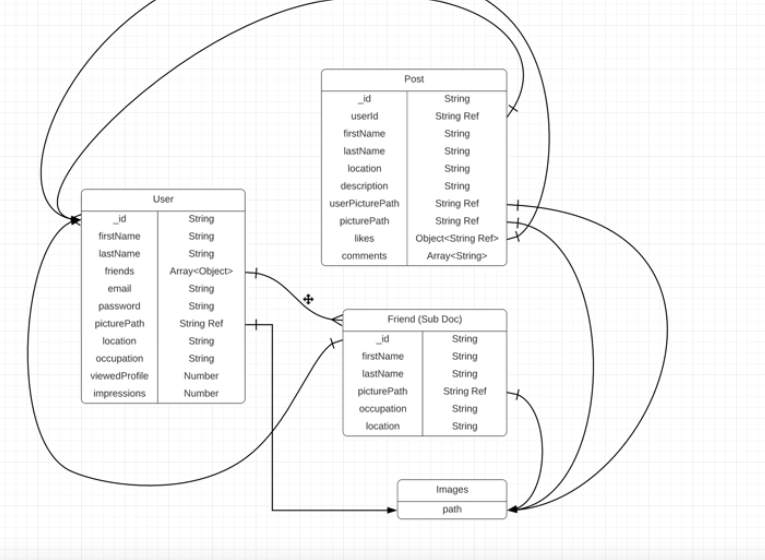 Post
_id String
userId String Ref
firstName String
lastName String
location String
description String
userPicturePath String Ref
picturePath String Ref
likes Object<String Ref>
comments Array<String>
User
_id String
firstName String
lastName String
friends Array<Object>
email String
password String
picturePath String Ref
location String
occupation String
viewedProfile Number
impressions Number
Friend (Sub Doc)
_id String
firstName String
lastName String
picturePath String Ref
occupation String
location String
Images
path